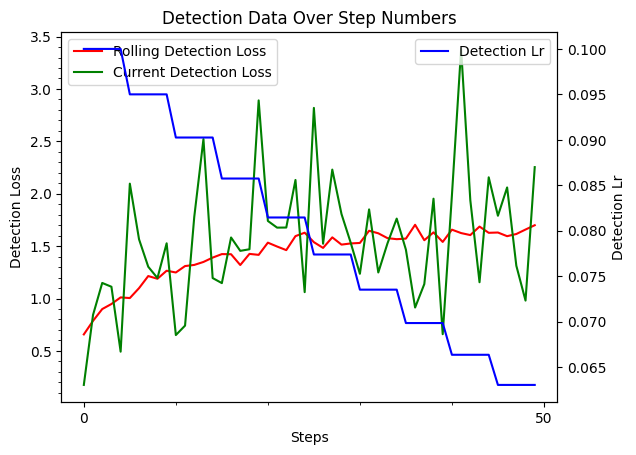 Detection Data Over Step Numbers
Rolling Detection Loss
Current Detection Loss
Detection Lr
3.5
3.0
2.5
2.0
1.5
1.0
0.5
Detection Loss
0.100
0.095
0.090
0.085
0.080
0.075
0.070
0.065
Detection Lr
0
50
Steps